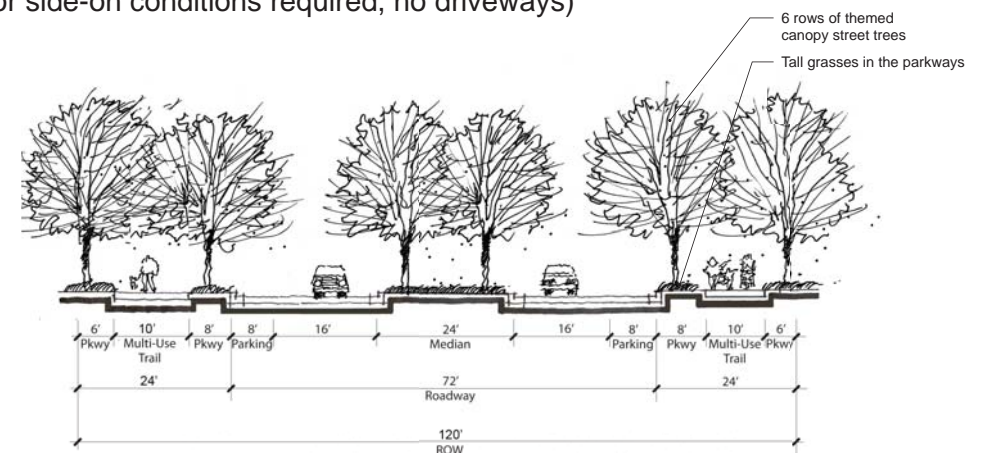 or side-on conditions required, no driveways)
6 rows of themed
canopy street trees
Tall grasses in the parkways
6' 10' 8' 8' 16' 24' 16' 8' 8' 10' 6'
Pkwy Multi-Use Pkwy Parking Median Parking Pkwy Multi-Use Pkwy
Trail Trail
24' 72' 24'
Roadway
120'
ROW